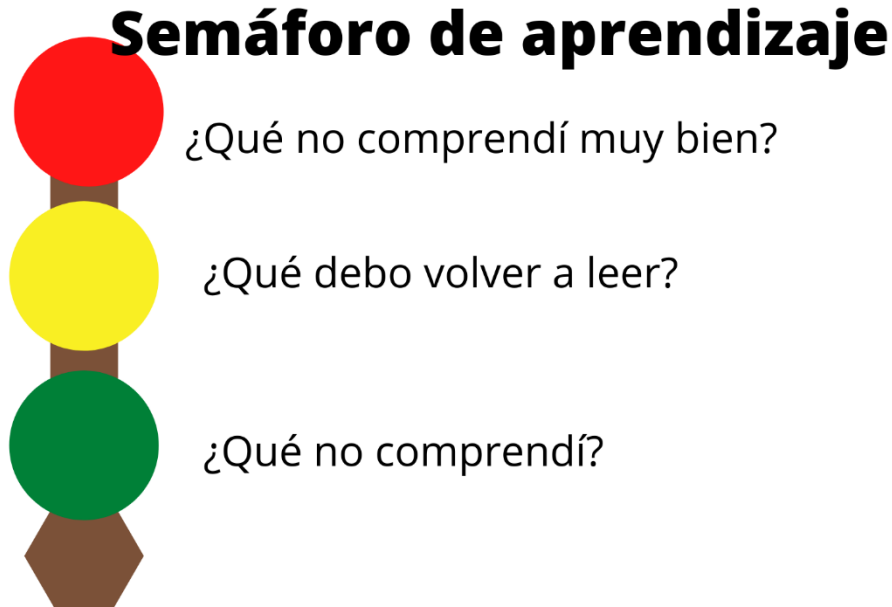 Semáforo de aprendizaje
¿Qué no comprendí muy bien?
¿Qué debo volver a leer?
¿Qué no comprendí?